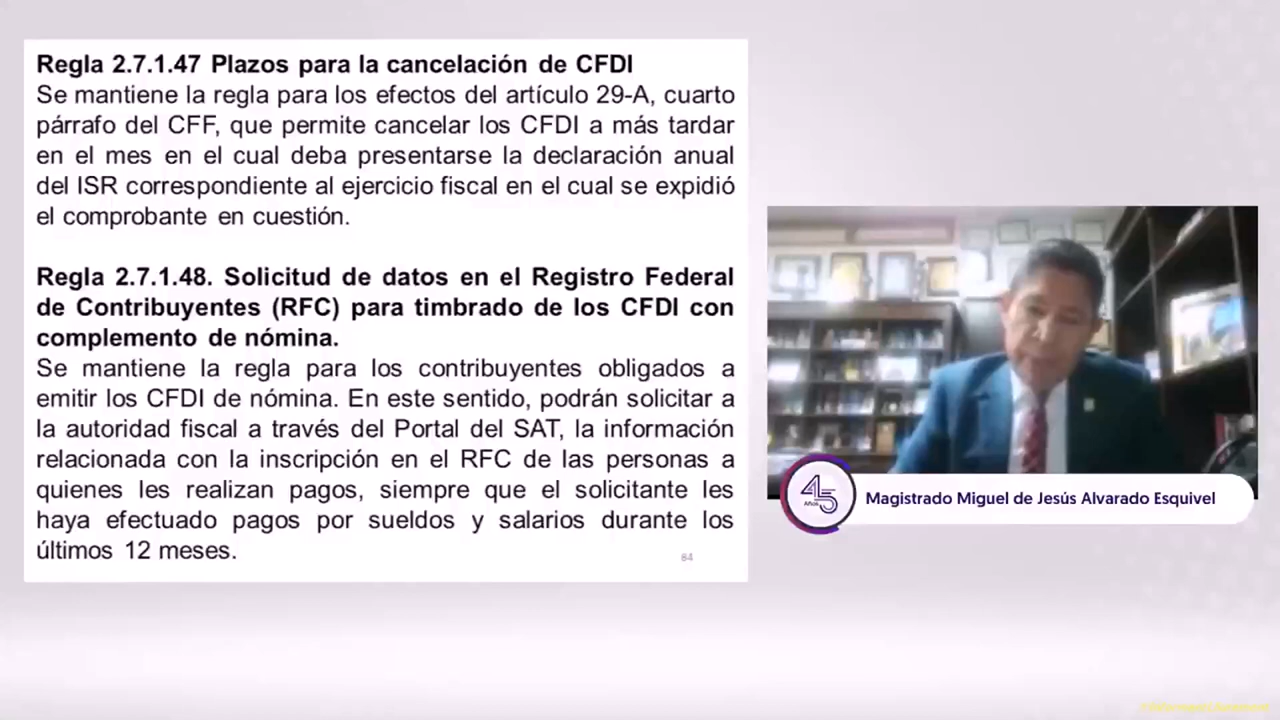 Regla 2.7.1.47 Plazos para la cancelación de CFDI
Se mantiene la regla para los efectos del artículo 29-A, cuarto
párrafo del CFF, que permite cancelar los CFDI a más tardar
en el mes en el cual deba presentarse la declaración anual
del ISR correspondiente al ejercicio fiscal en el cual se expidió
el comprobante en cuestión.
Regla 2.7.1.48. Solicitud de datos en el Registro Federal
de Contribuyentes (RFC) para timbrado de los CFDI con
complemento de nómina.
Se mantiene la regla para los contribuyentes obligados a
emitir los CFDI de nómina. En este sentido, podrán solicitar a
la autoridad fiscal a través del Portal del SAT, la información
relacionada con la inscripción en el RFC de las personas a
quienes les realizan pagos, siempre que el solicitante les
haya efectuado pagos por sueldos y salarios durante los
últimos 12 meses.
84
45
Años
Magistrado Miguel de Jesús Alvarado Esquivel